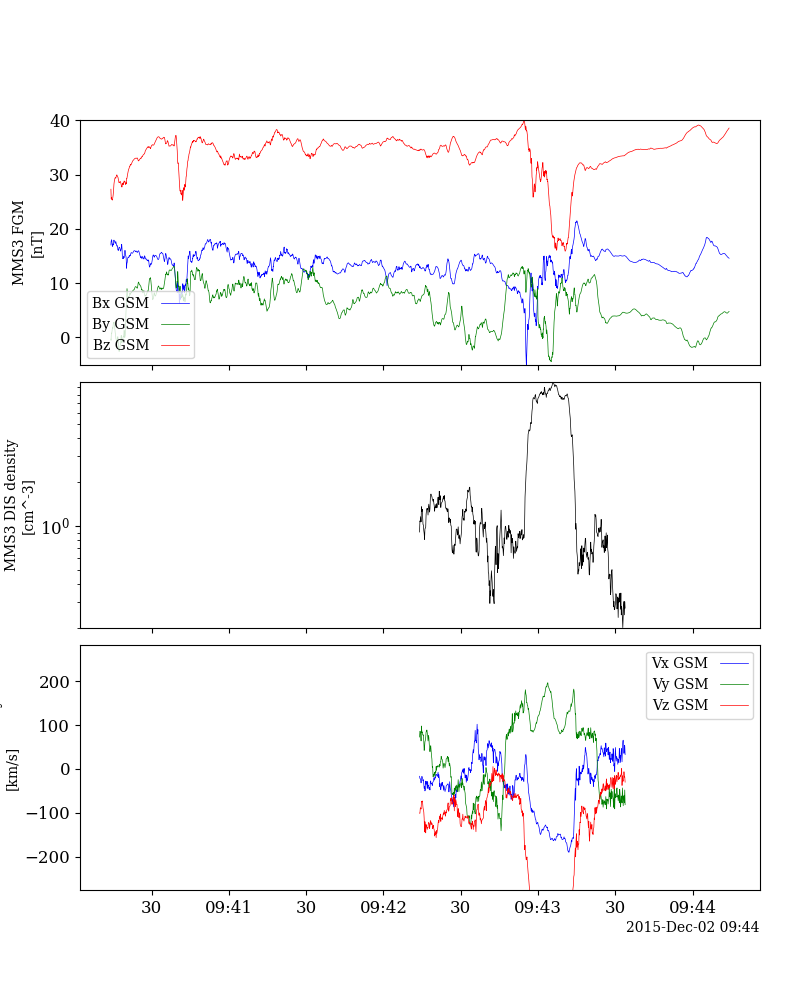 40
30
20
10
0
MMS3 FGM
[nT]
Bx GSM
By GSM
Bz GSM
10^0
MMS3 DIS density
[cm^-3]
200
100
0
−100
−200
[km/s]
Vx GSM
Vy GSM
Vz GSM
30 09:41 30 09:42 30 09:43 30 09:44
2015-Dec-02 09:44